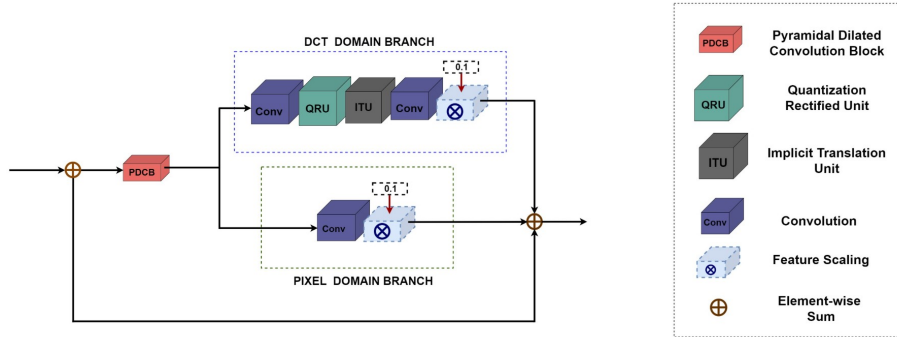 DCT DOMAIN BRANCH
0.1
Conv
QRU
ITU
Conv
PDCB
0.1
Conv
PIXEL DOMAIN BRANCH
PDCB
Pyramidal Dilated
Convolution Block
QRU
Quantization
Rectified Unit
ITU
Implicit Translation
Unit
Conv
Convolution
Feature Scaling
Element-wise
Sum